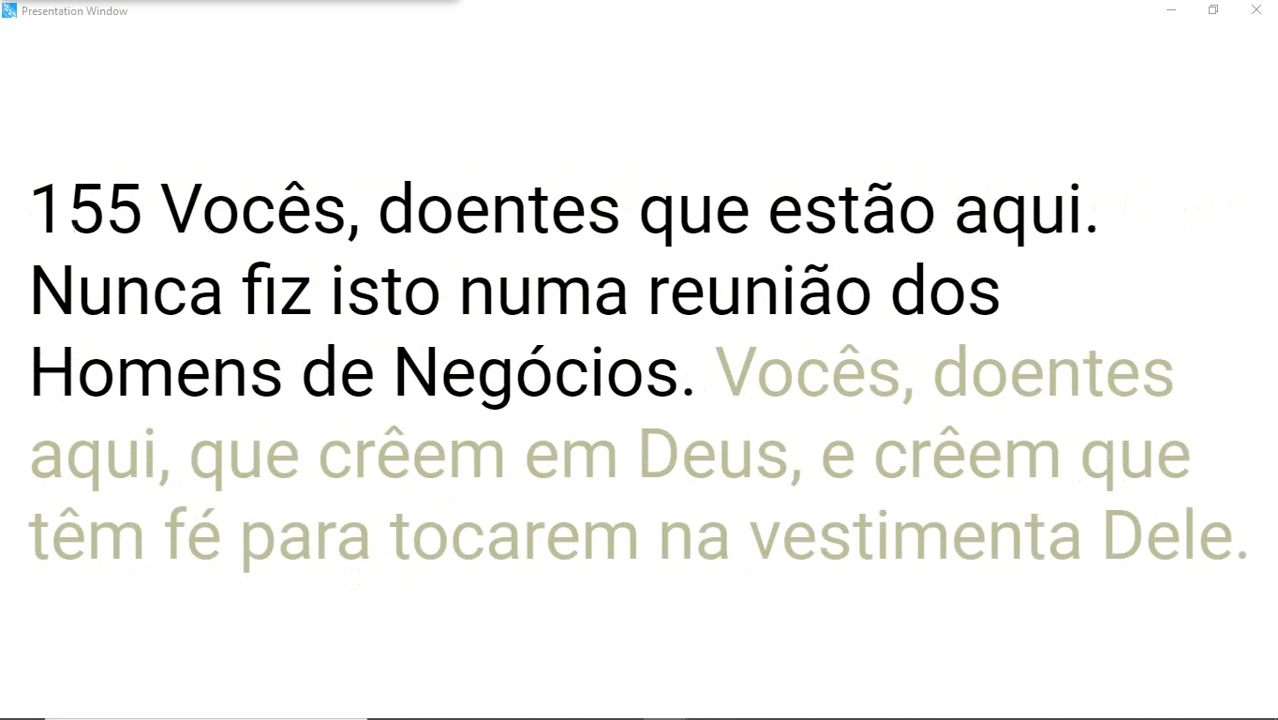 Presentation Window
155 Vocês, doentes que estão aqui.
Nunca fiz isto numa reunião dos
Homens de Negócios. Vocês, doentes
aqui, que crêem em Deus, e crêem que
têm fé para tocarem na vestimenta Dele.